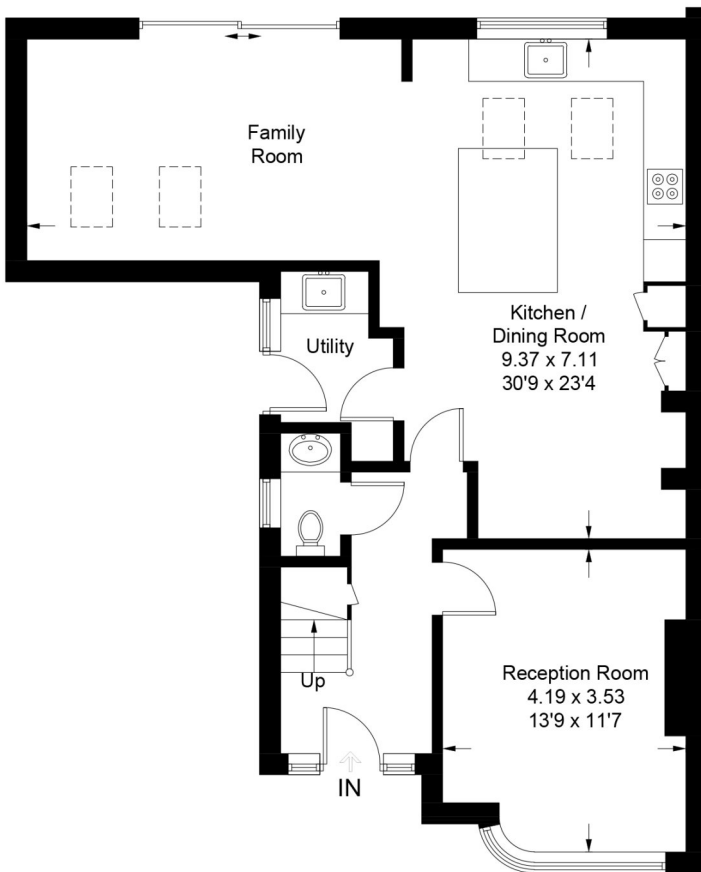 Family
Room
Kitchen /
Dining Room
9.37 x 7.11
30'9 x 23'4
Utility
Reception Room
4.19 x 3.53
13'9 x 11'7
Up
IN